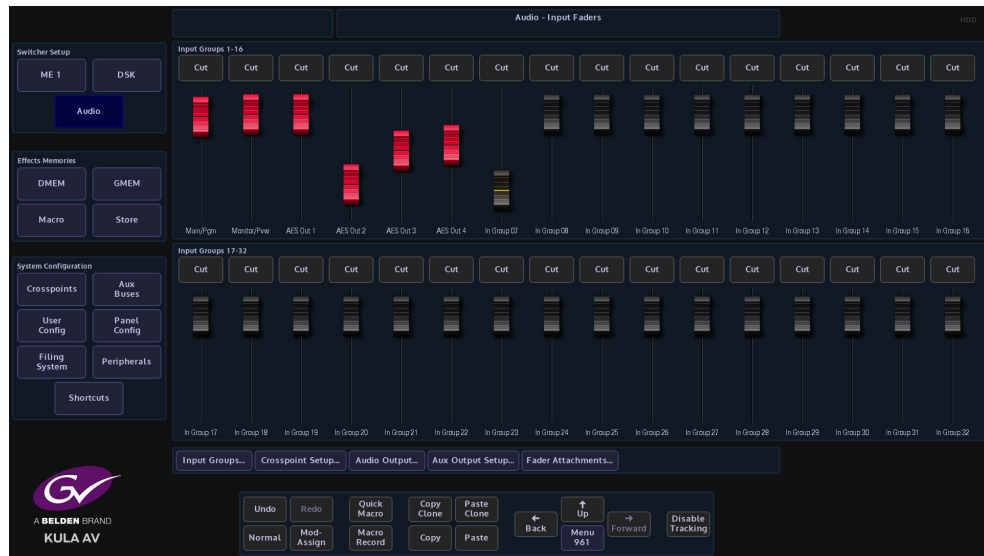 Audio - Input Faders
HDD
Switcher Setup
ME 1
DSK
Audio
Effects Memories
DMEM
GMEM
Macro
Store
System Configuration
Crosspoints
Aux
Buses
User
Config
Panel
Config
Filing
System
Peripherals
Shortcuts
Input Groups 1-16
Cut Cut Cut Cut Cut Cut Cut Cut Cut Cut Cut Cut Cut Cut Cut Cut
Main/Pgm Monitor/Pvw AES Out 1 AES Out 2 AES Out 3 AES Out 4 In Group 07 In Group 08 In Group 09 In Group 10 In Group 11 In Group 12 In Group 13 In Group 14 In Group 15 In Group 16
Input Groups 17-32
Cut Cut Cut Cut Cut Cut Cut Cut Cut Cut Cut Cut Cut Cut Cut Cut
In Group 17 In Group 18 In Group 19 In Group 20 In Group 21 In Group 22 In Group 23 In Group 24 In Group 25 In Group 26 In Group 27 In Group 28 In Group 29 In Group 30 In Group 31 In Group 32
Input Groups... Crosspoint Setup... Audio Output... Aux Output Setup... Fader Attachments...
GV
A BELDEN BRAND
KULA AV
Undo
Redo
Quick
Macro
Copy
Clone
Paste
Clone
Normal
Mod-
Assign
Macro
Record
Copy
Paste
Back
Up
Menu
961
Forward
Disable
Tracking